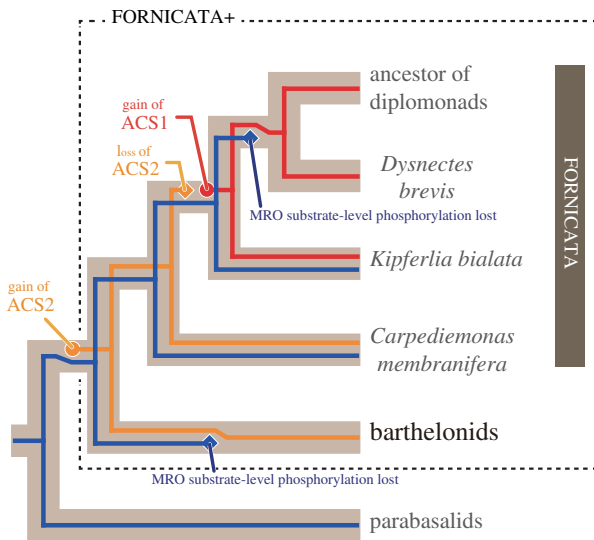 FORNICATA+
ancestor of
diplomonads
gain of
ACS1
loss of
ACS2
Dysnectes
brevis
MRO substrate-level phosphorylation lost
FORNICATA
Kipferlia bialata
gain of
ACS2
Carpediemonas
membranifera
barthelonids
MRO substrate-level phosphorylation lost
parabasalids